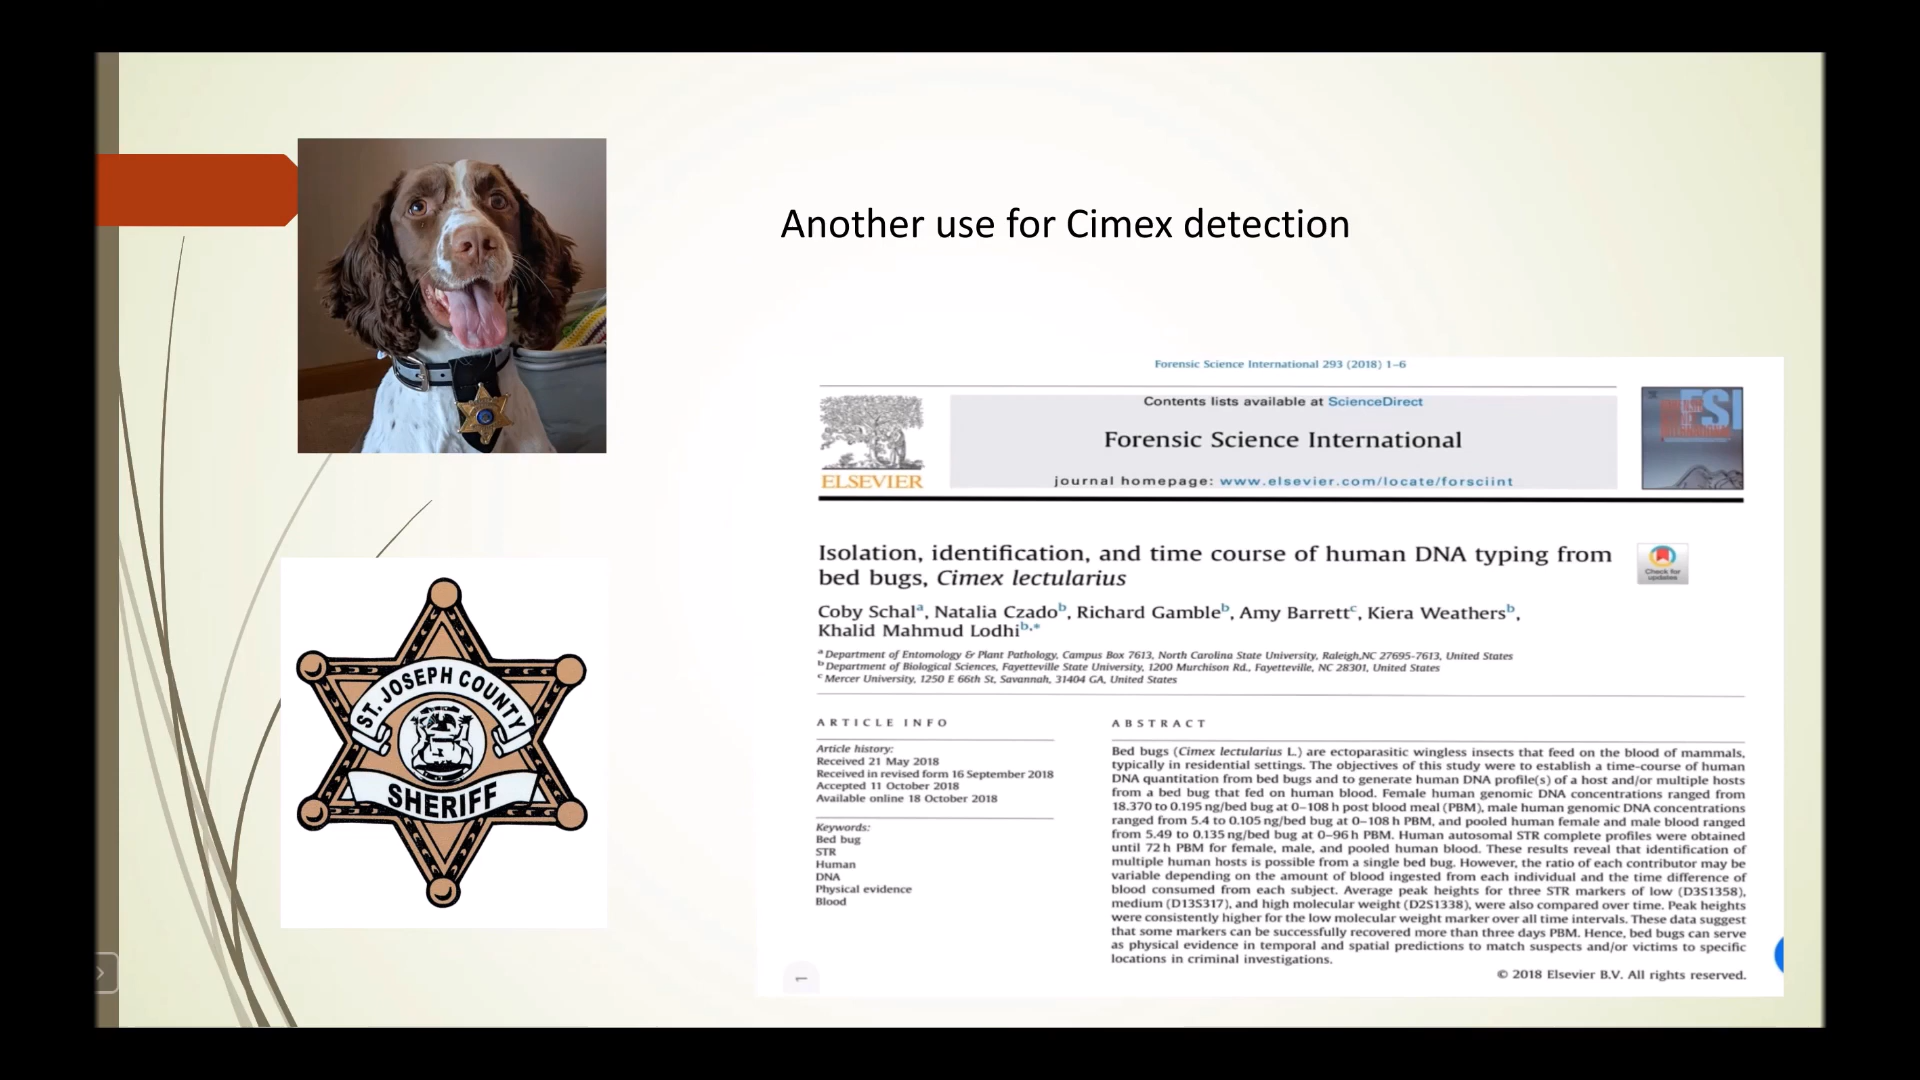 Another use for Cimex detection
Forensic Science International 293 (2018) 1–6
Contents lists available at ScienceDirect
Forensic Science International
journal homepage: www.elsevier.com/locate/forsciint
ELSEVIER
FSI
Isolation, identification, and time course of human DNA typing from
bed bugs, Cimex lectularius
Check for
updates
Coby Schal a, Natalia Czado b, Richard Gamble b, Amy Barrett c, Kiera Weathers b,
Khalid Mahmud Lodhi b,*
a Department of Entomology & Plant Pathology, Campus Box 7613, North Carolina State University, Raleigh,NC 27695-7613, United States
b Department of Biological Sciences, Fayetteville State University, 1200 Murchison Rd., Fayetteville, NC 28301, United States
c Mercer University, 1250 E 66th St, Savannah, 31404 GA, United States
ARTICLE INFO
Article history:
Received 21 May 2018
Received in revised form 16 September 2018
Accepted 11 October 2018
Available online 18 October 2018
Keywords:
Bed bug
STR
Human
DNA
Physical evidence
Blood
ABSTRACT
Bed bugs (Cimex lectularius L.) are ectoparasitic wingless insects that feed on the blood of mammals,
typically in residential settings. The objectives of this study were to establish a time-course of human
DNA quantitation from bed bugs and to generate human DNA profile(s) of a host and/or multiple hosts
from a bed bug that fed on human blood. Female human genomic DNA concentrations ranged from
18.370 to 0.195 ng/bed bug at 0–108 h post blood meal (PBM), male human genomic DNA concentrations
ranged from 5.4 to 0.105 ng/bed bug at 0–108 h PBM, and pooled human female and male blood ranged
from 5.49 to 0.135 ng/bed bug at 0–96 h PBM. Human autosomal STR complete profiles were obtained
until 72 h PBM for female, male, and pooled human blood. These results reveal that identification of
multiple human hosts is possible from a single bed bug. However, the ratio of each contributor may be
variable depending on the amount of blood ingested from each individual and the time difference of
blood consumed from each subject. Average peak heights for three STR markers of low (D3S1358),
medium (D13S317), and high molecular weight (D2S1338), were also compared over time. Peak heights
were consistently higher for the low molecular weight marker over all time intervals. These data suggest
that some markers can be successfully recovered more than three days PBM. Hence, bed bugs can serve
as physical evidence in temporal and spatial predictions to match suspects and/or victims to specific
locations in criminal investigations.
© 2018 Elsevier B.V. All rights reserved.
ST. JOSEPH COUNTY
SHERIFF